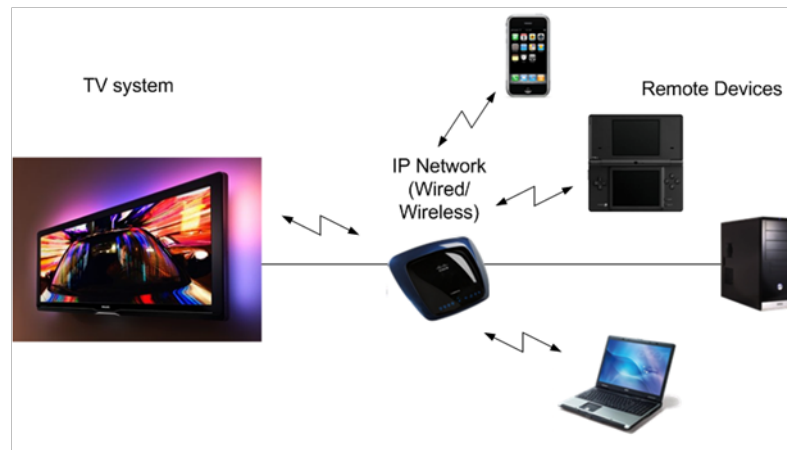 TV system
Remote Devices
IP Network
(Wired/
Wireless)